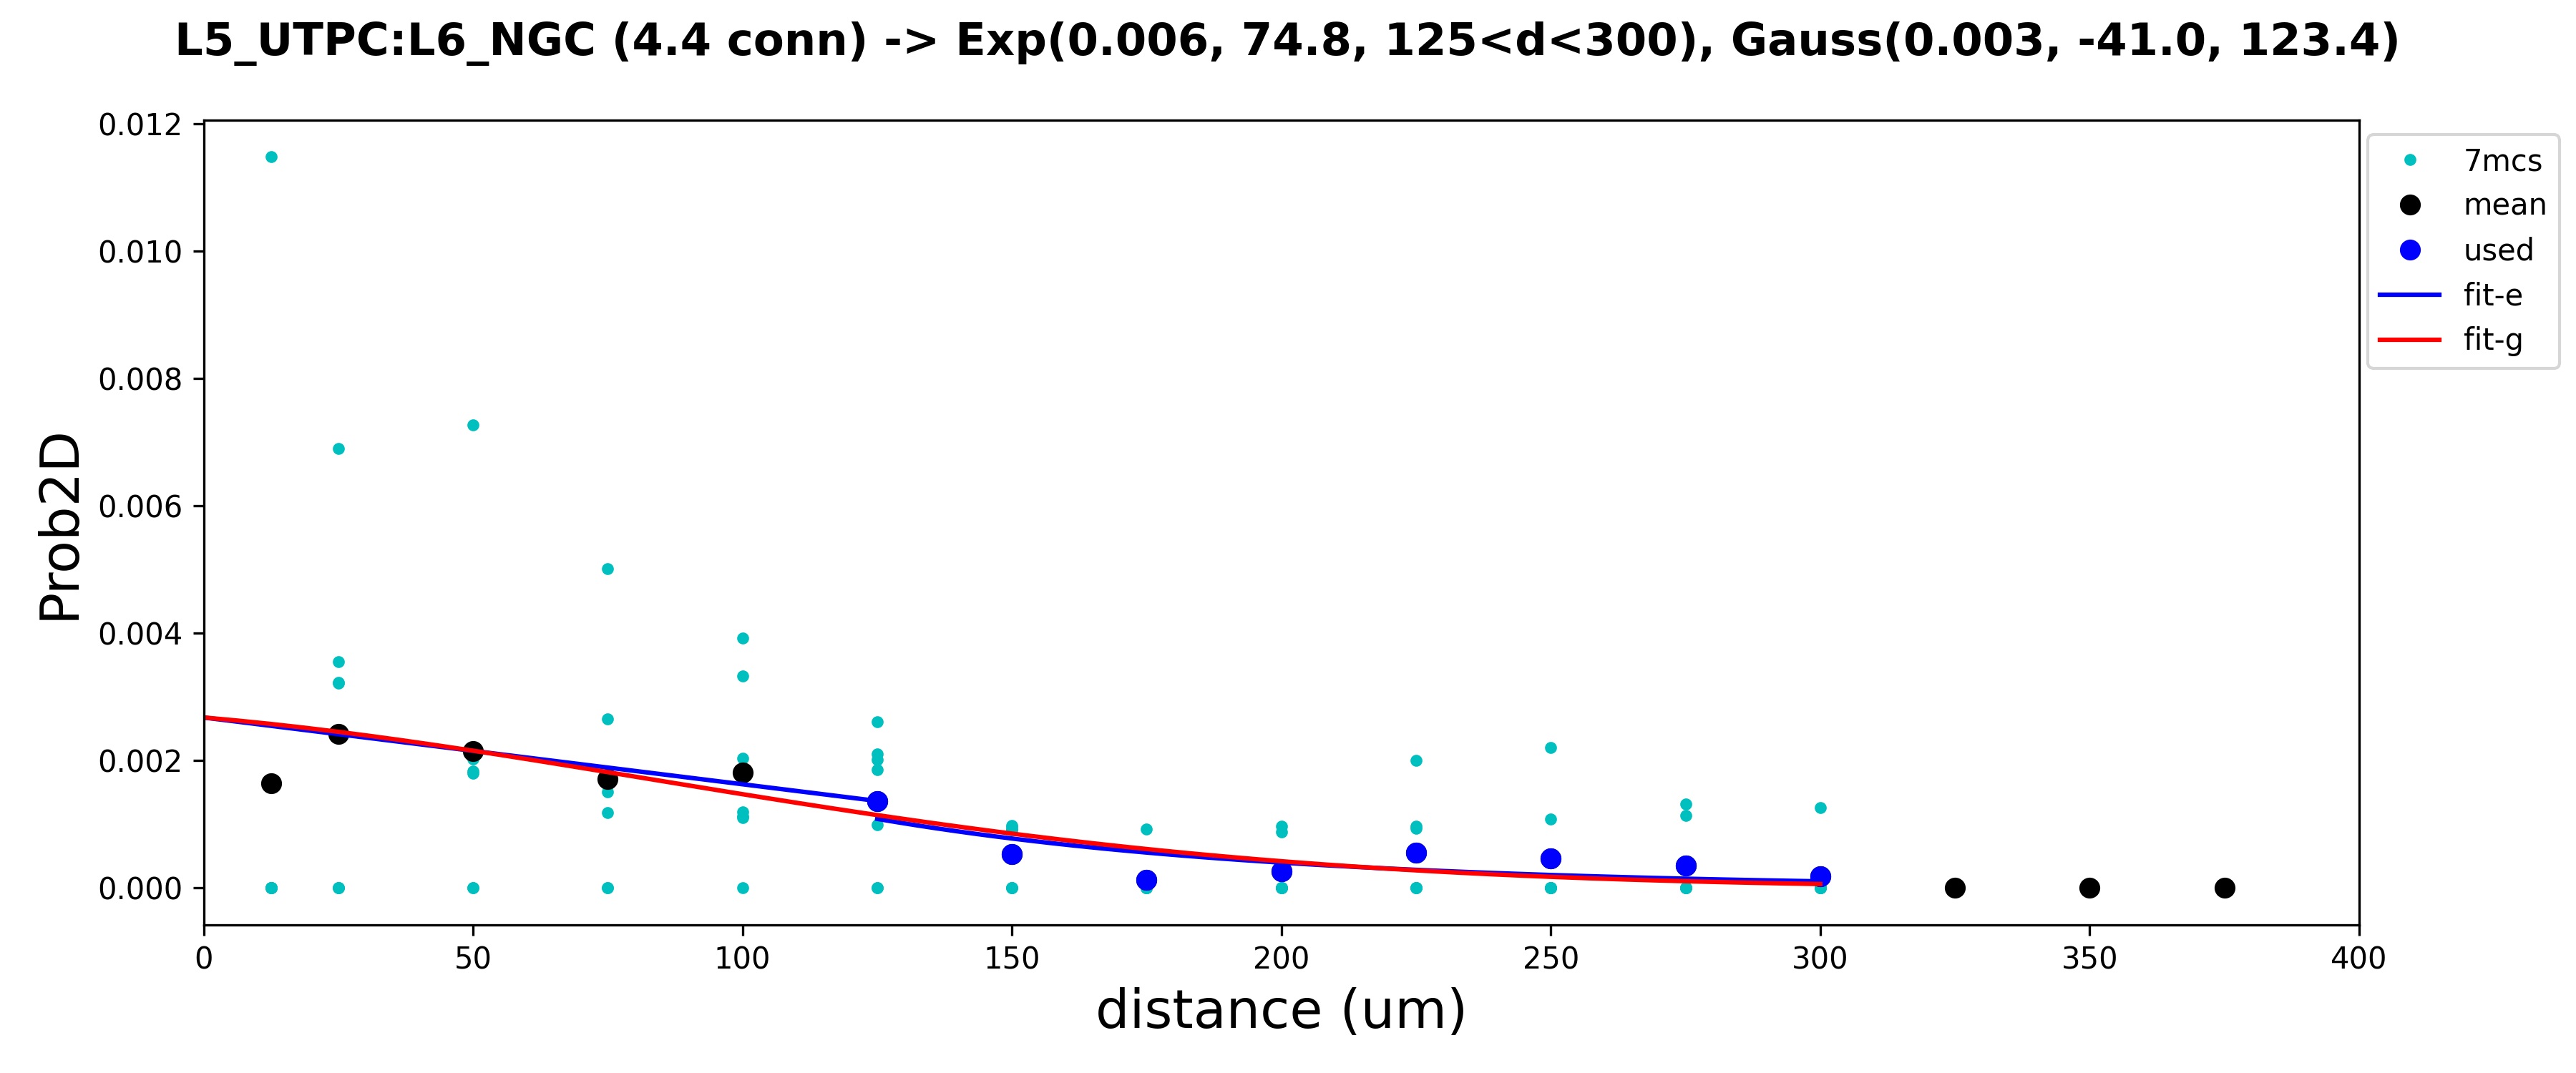 L5_UTPC:L6_NGC (4.4 conn) -> Exp(0.006, 74.8, 125<d<300), Gauss(0.003, -41.0, 123.4)
0.012
0.010
0.008
0.006
0.004
0.002
0.000
Prob2D
0 50 100 150 200 250 300 350 400
distance (um)
7mcs
mean
used
fit-e
fit-g